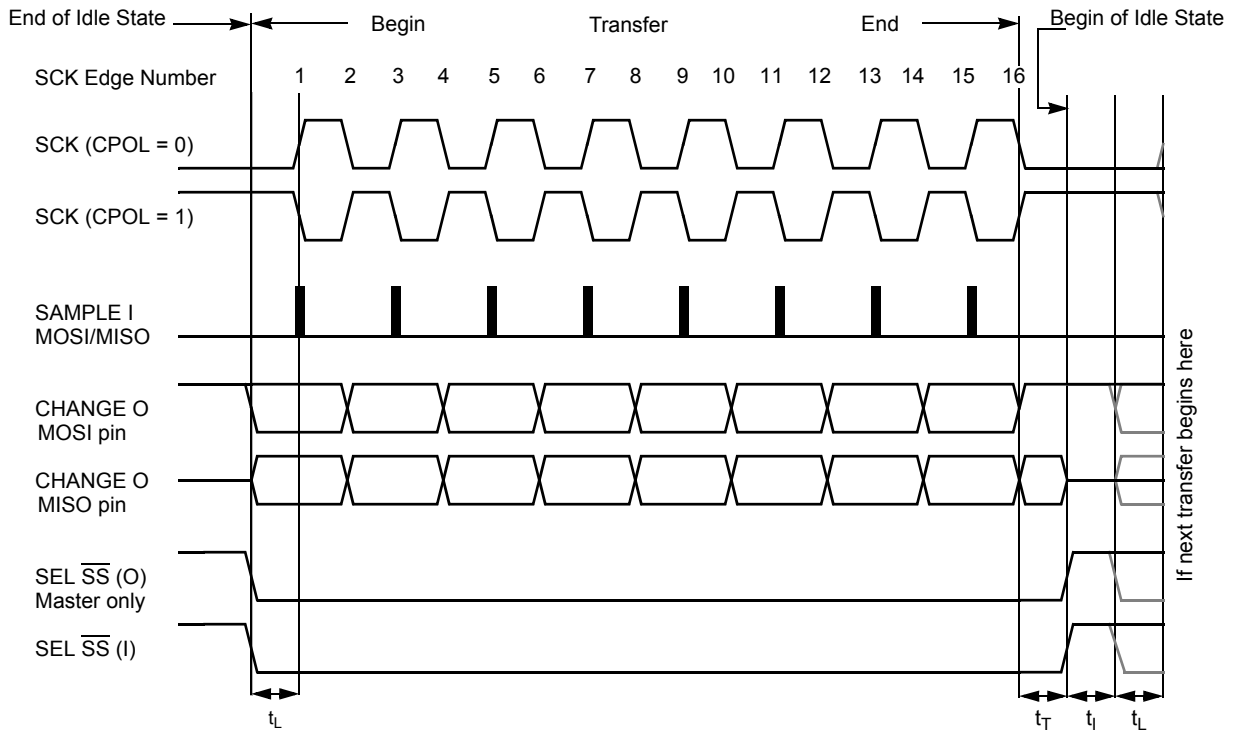 End of Idle State
Begin
Transfer
End
Begin of Idle State
SCK Edge Number
1 2 3 4 5 6 7 8 9 10 11 12 13 14 15 16
SCK (CPOL = 0)
SCK (CPOL = 1)
SAMPLE I
MOSI/MISO
CHANGE O
MOSI pin
CHANGE O
MISO pin
SEL S̅S̅ (O)
Master only
SEL S̅S̅ (I)
If next transfer begins here
tL
tT
tI
tL